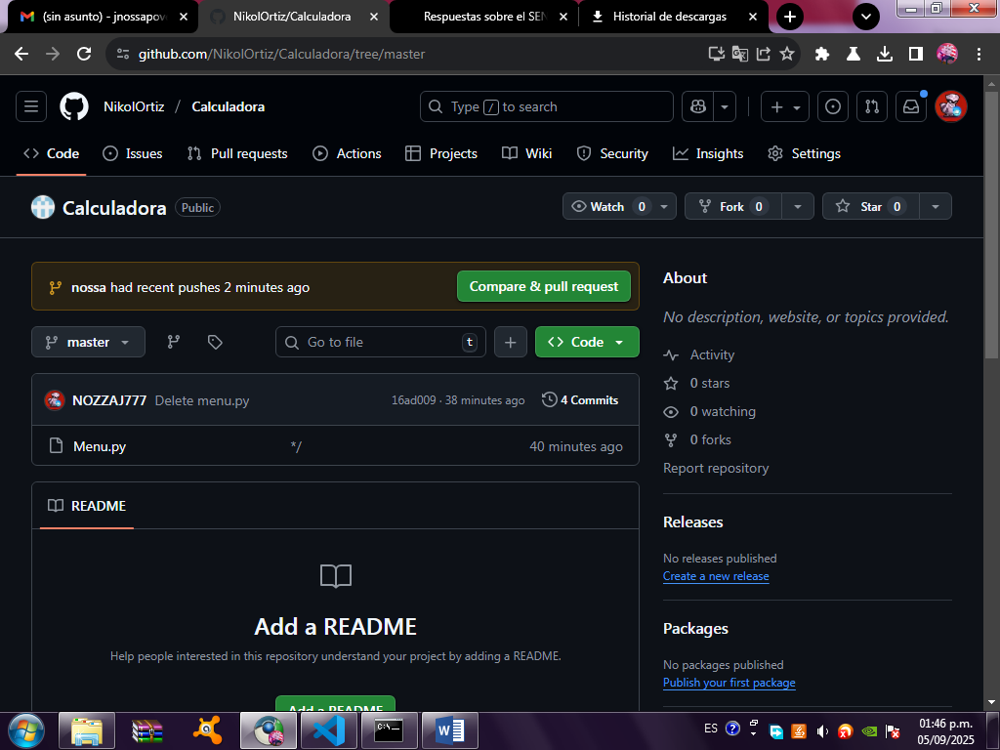 (sin asunto) - jnossapow
NikolOrtiz/Calculadora
Respuestas sobre el SEN
Historial de descargas
github.com/NikolOrtiz/Calculadora/tree/master
NikolOrtiz / Calculadora
Type / to search
Code
Issues
Pull requests
Actions
Projects
Wiki
Security
Insights
Settings
Calculadora
Public
Watch 0
Fork 0
Star 0
nossa had recent pushes 2 minutes ago
Compare & pull request
master
Go to file
t
Code
NOZZAJ777 Delete menu.py
16ad009 · 38 minutes ago
4 Commits
Menu.py
*/
40 minutes ago
README
Add a README
Help people interested in this repository understand your project by adding a README.
Add a README
About
No description, website, or topics provided.
Activity
0 stars
0 watching
0 forks
Report repository
Releases
No releases published
Create a new release
Packages
No packages published
Publish your first package
ES
01:46 p.m.
05/09/2025